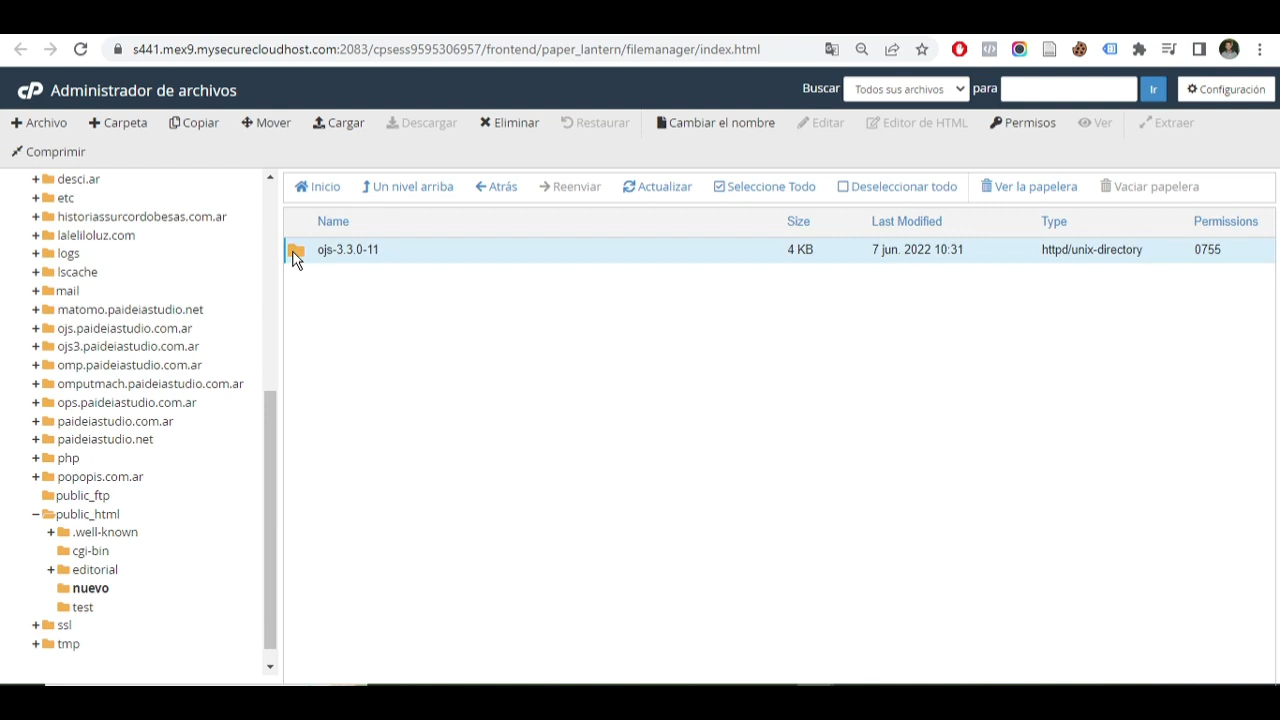 s441.mex9.mysecurecloudhost.com:2083/cpsess9595306957/frontend/paper_lantern/filemanager/index.html
cP Administrador de archivos
Buscar Todos sus archivos para Ir Configuración
Archivo Carpeta Copiar Mover Cargar Descargar Eliminar Restaurar Cambiar el nombre Editar Editor de HTML Permisos Ver Extraer
Comprimir
Inicio Un nivel arriba Atrás Reenviar Actualizar Seleccione Todo Deseleccionar todo Ver la papelera Vaciar papelera
Name Size Last Modified Type Permissions
ojs-3.3.0-11 4 KB 7 jun. 2022 10:31 httpd/unix-directory 0755
desci.ar
etc
historiassurcordobesas.com.ar
laleliloluz.com
logs
lscache
mail
matomo.paideiastudio.net
ojs.paideiastudio.com.ar
ojs3.paideiastudio.com.ar
omp.paideiastudio.com.ar
omputmach.paideiastudio.com.ar
ops.paideiastudio.com.ar
paideiastudio.com.ar
paideiastudio.net
php
popopis.com.ar
public_ftp
public_html
.well-known
cgi-bin
editorial
nuevo
test
ssl
tmp